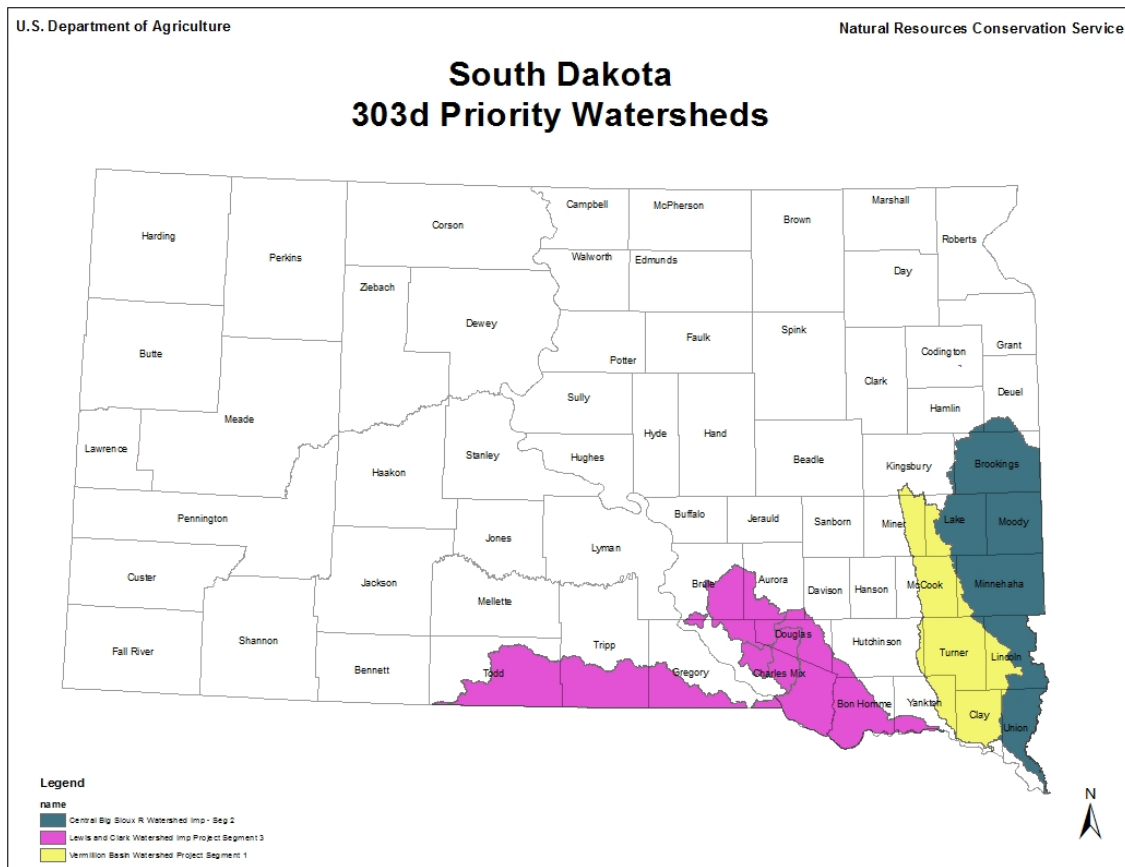 U.S. Department of Agriculture
Natural Resources Conservation Service
South Dakota
303d Priority Watersheds
Harding
Perkins
Corson
Campbell
McPherson
Brown
Marshall
Roberts
Walworth
Edmunds
Day
Ziebach
Dewey
Butte
Potter
Faulk
Spink
Codington
Grant
Clark
Deuel
Meade
Sully
Hyde
Hand
Hamlin
Lawrence
Haakon
Stanley
Hughes
Beadle
Kingsbury
Brookings
Pennington
Buffalo
Jerauld
Sanborn
Miner
Lake
Moody
Jones
Lyman
Custer
Jackson
Mellette
Brule
Aurora
Davison
Hanson
McCook
Minnehaha
Fall River
Shannon
Bennett
Todd
Tripp
Gregory
Douglas
Charles Mix
Hutchinson
Turner
Lincoln
Bon Homme
Yankton
Clay
Union
Legend
name
Central Big Sioux R Watershed Imp - Seg 2
Lewis and Clark Watershed Imp Project Segment 3
Vermillion Basin Watershed Project Segment 1
N